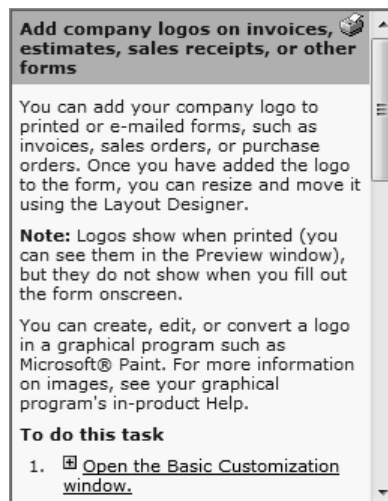 Add company logos on invoices,
estimates, sales receipts, or other
forms
You can add your company logo to
printed or e-mailed forms, such as
invoices, sales orders, or purchase
orders. Once you have added the logo
to the form, you can resize and move it
using the Layout Designer.
Note: Logos show when printed (you
can see them in the Preview window),
but they do not show when you fill out
the form onscreen.
You can create, edit, or convert a logo
in a graphical program such as
Microsoft® Paint. For more information
on images, see your graphical
program's in-product Help.
To do this task
1. Open the Basic Customization
window.